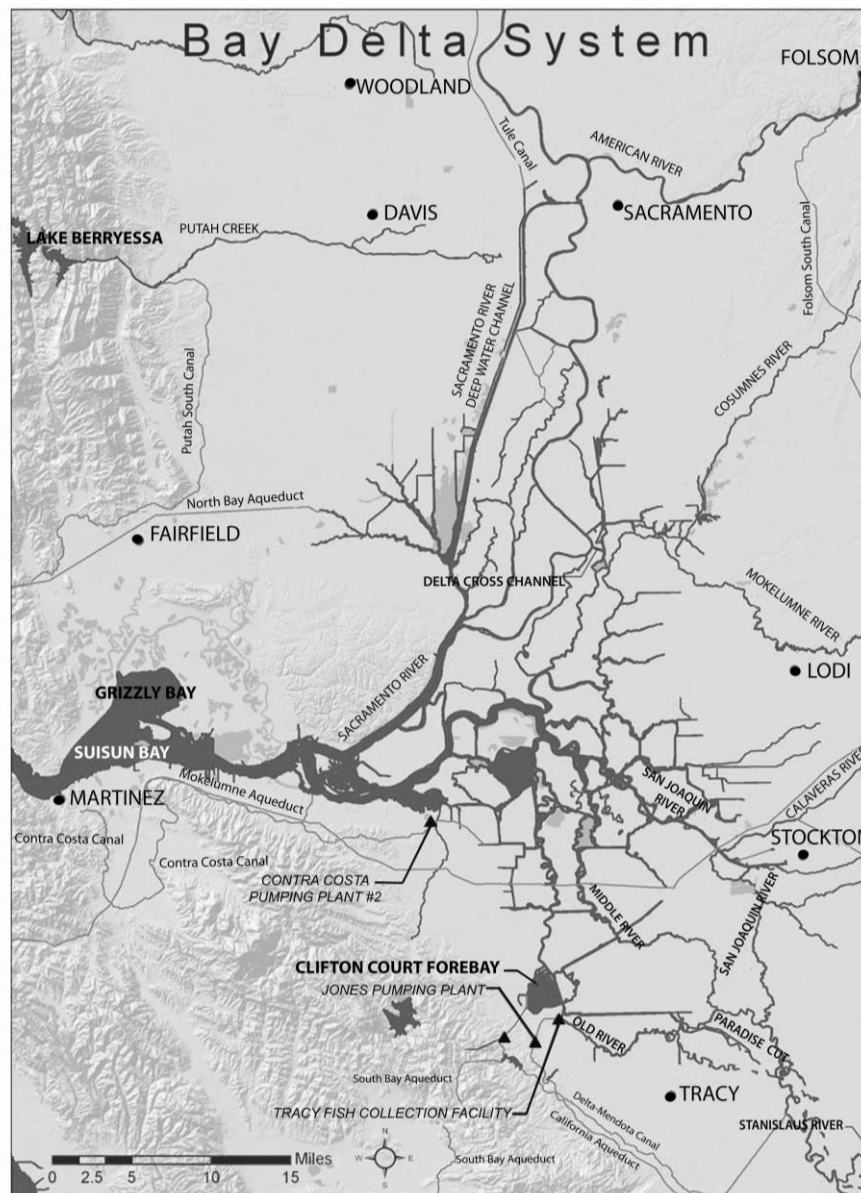 Bay Delta System
FOLSOM
WOODLAND
Tule Canal
AMERICAN RIVER
DAVIS
SACRAMENTO
PUTAH CREEK
LAKE BERRYESSA
Folsom South Canal
SACRAMENTO RIVER
DEEP WATER CHANNEL
COSUMNES RIVER
Putah South Canal
North Bay Aqueduct
FAIRFIELD
DELTA CROSS CHANNEL
MOKELUMNE RIVER
LODI
SACRAMENTO RIVER
GRIZZLY BAY
SUISUN BAY
Mokelumne Aqueduct
SAN JOAQUIN
RIVER
CALAVERAS RIVER
MARTINEZ
Contra Costa Canal
Contra Costa Canal
STOCKTON
CONTRA COSTA
PUMPING PLANT #2
MIDDLE RIVER
SAN JOAQUIN RIVER
CLIFTON COURT FOREBAY
JONES PUMPING PLANT
OLD RIVER
PARADISE CUT
South Bay Aqueduct
TRACY
TRACY FISH COLLECTION FACILITY
Delta-Mendota Canal
California Aqueduct
STANISLAUS RIVER
N
W E
S
South Bay Aqueduct
Miles
0 2.5 5 10 15